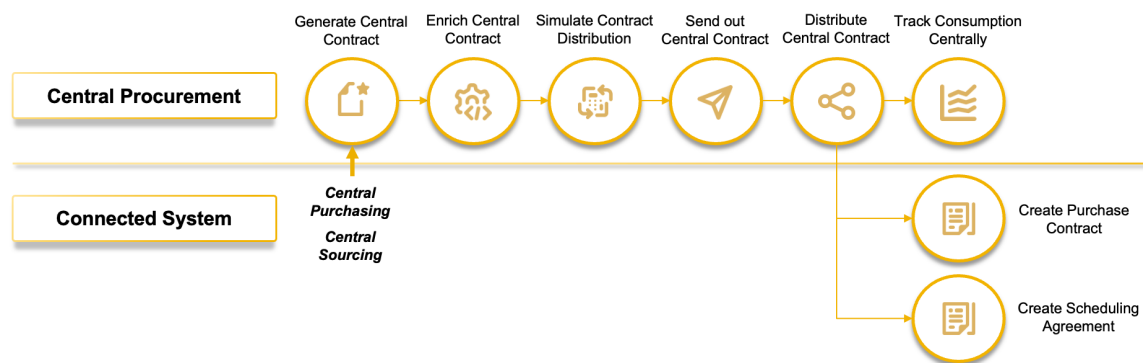 Generate Central
Contract
Enrich Central
Contract
Simulate Contract
Distribution
Send out
Central Contract
Distribute
Central Contract
Track Consumption
Centrally
Central Procurement
Connected System
Central
Purchasing
Central
Sourcing
Create Purchase
Contract
Create Scheduling
Agreement